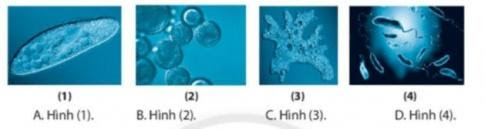 (1) (2) (3) (4)
A. Hình (1). B. Hình (2). C. Hình (3). D. Hình (4).